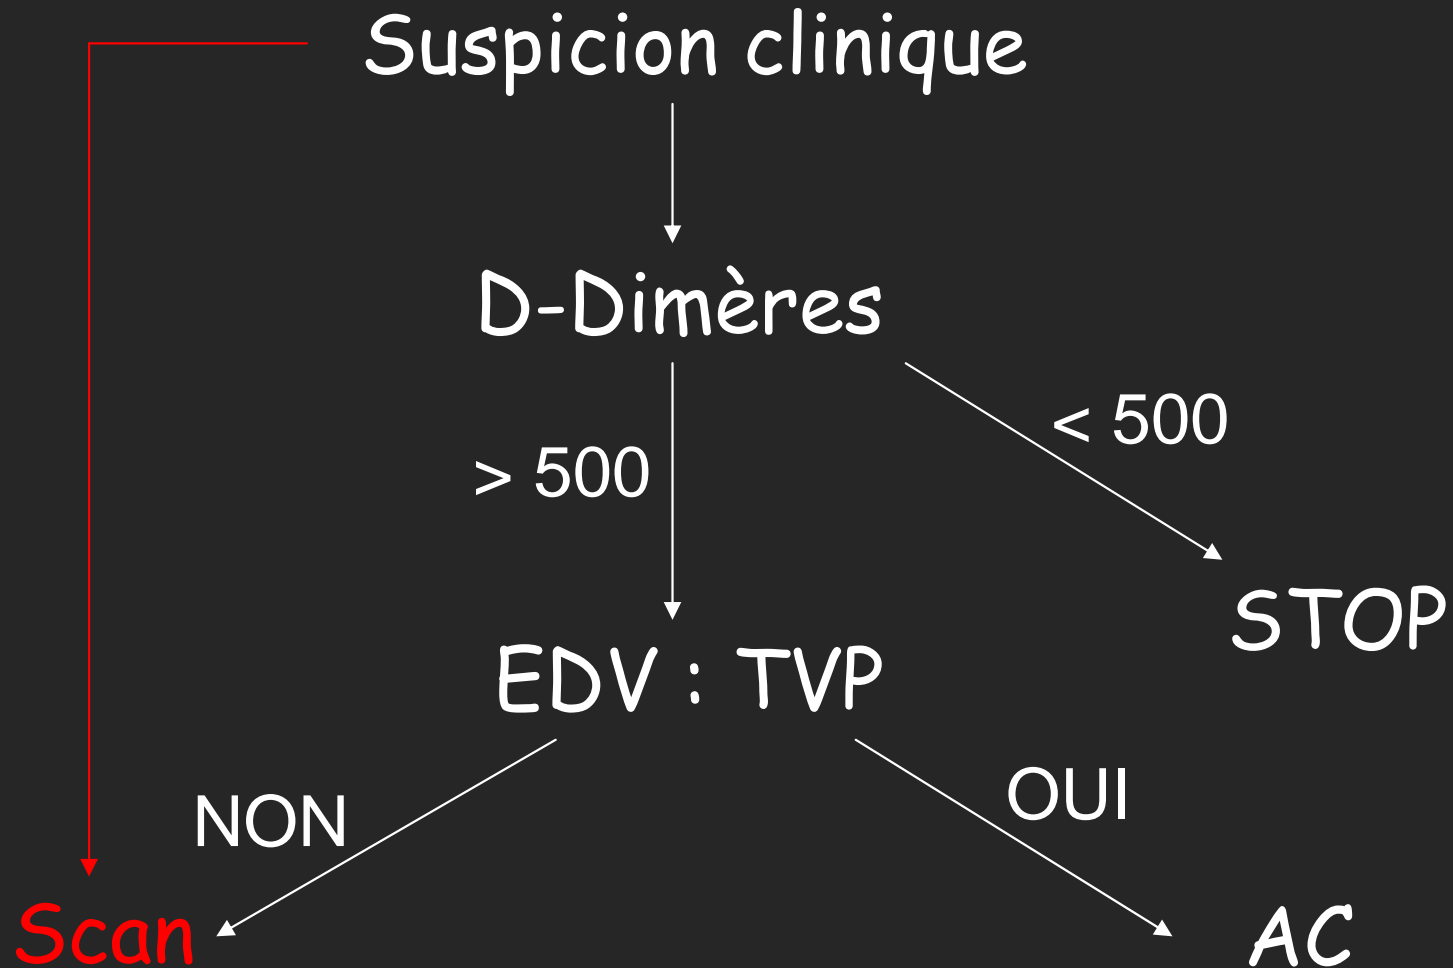 Suspicion clinique
D-Dimères
< 500
> 500
STOP
EDV : TVP
OUI
NON
Scan
AC